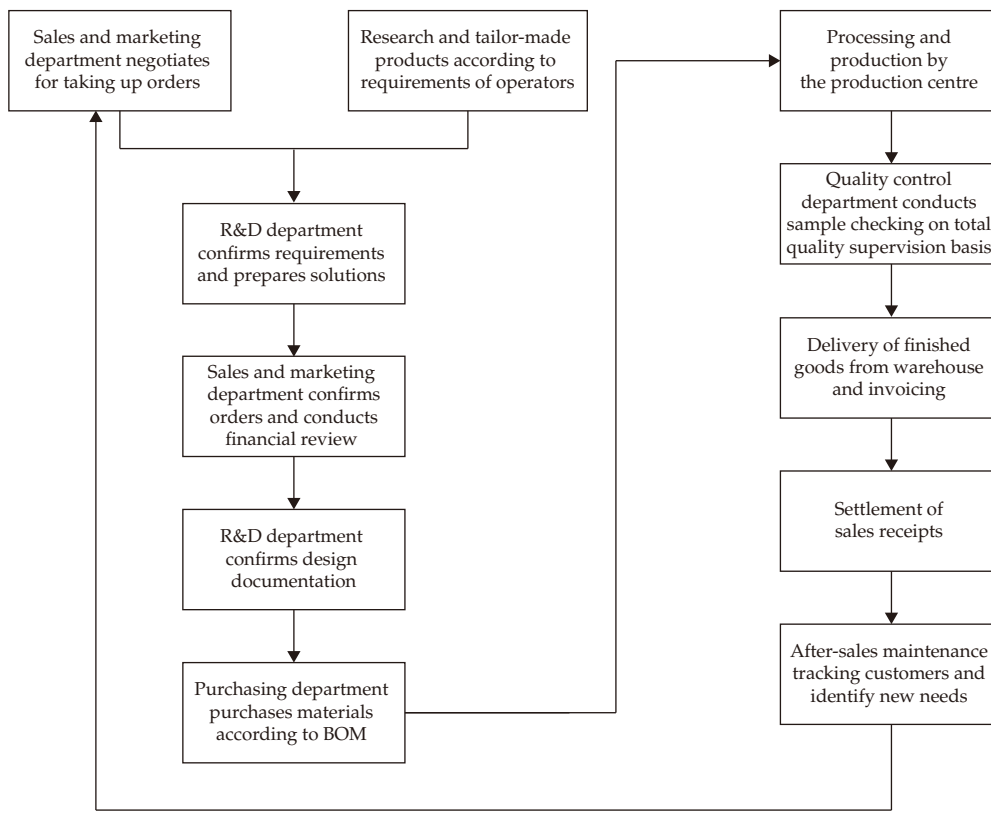 Sales and marketing
department negotiates
for taking up orders
Research and tailor-made
products according to
requirements of operators
R&D department
confirms requirements
and prepares solutions
Sales and marketing
department confirms
orders and conducts
financial review
R&D department
confirms design
documentation
Purchasing department
purchases materials
according to BOM
Processing and
production by
the production centre
Quality control
department conducts
sample checking on total
quality supervision basis
Delivery of finished
goods from warehouse
and invoicing
Settlement of
sales receipts
After-sales maintenance
tracking customers and
identify new needs